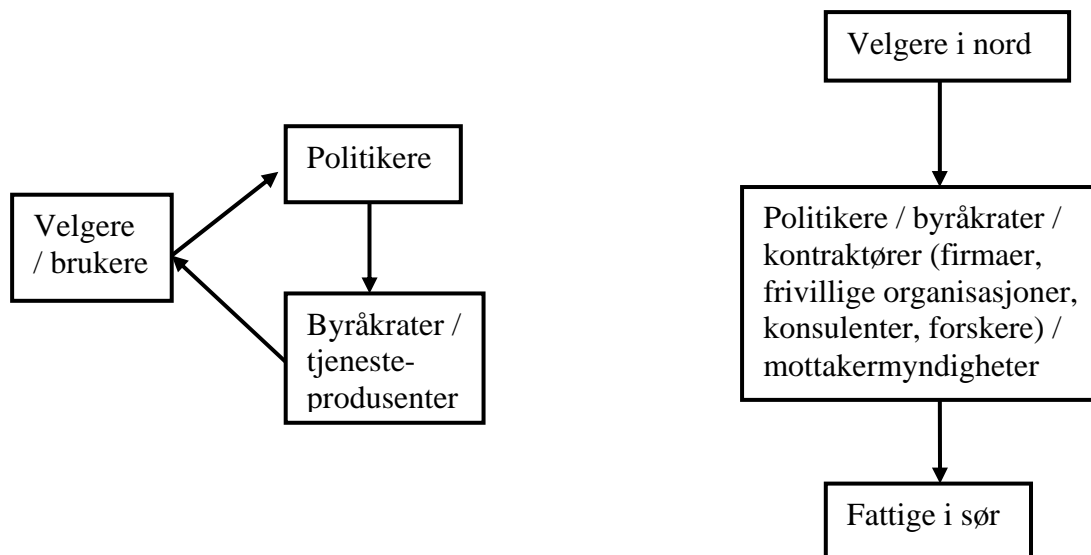 Velgere i nord
Politikere
Velgere
/ brukere
Byråkrater /
tjeneste-
produsenter
Politikere / byråkrater /
kontraktører (firmaer,
frivillige organisasjoner,
konsulenter, forskere) /
mottakermyndigheter
Fattige i sør